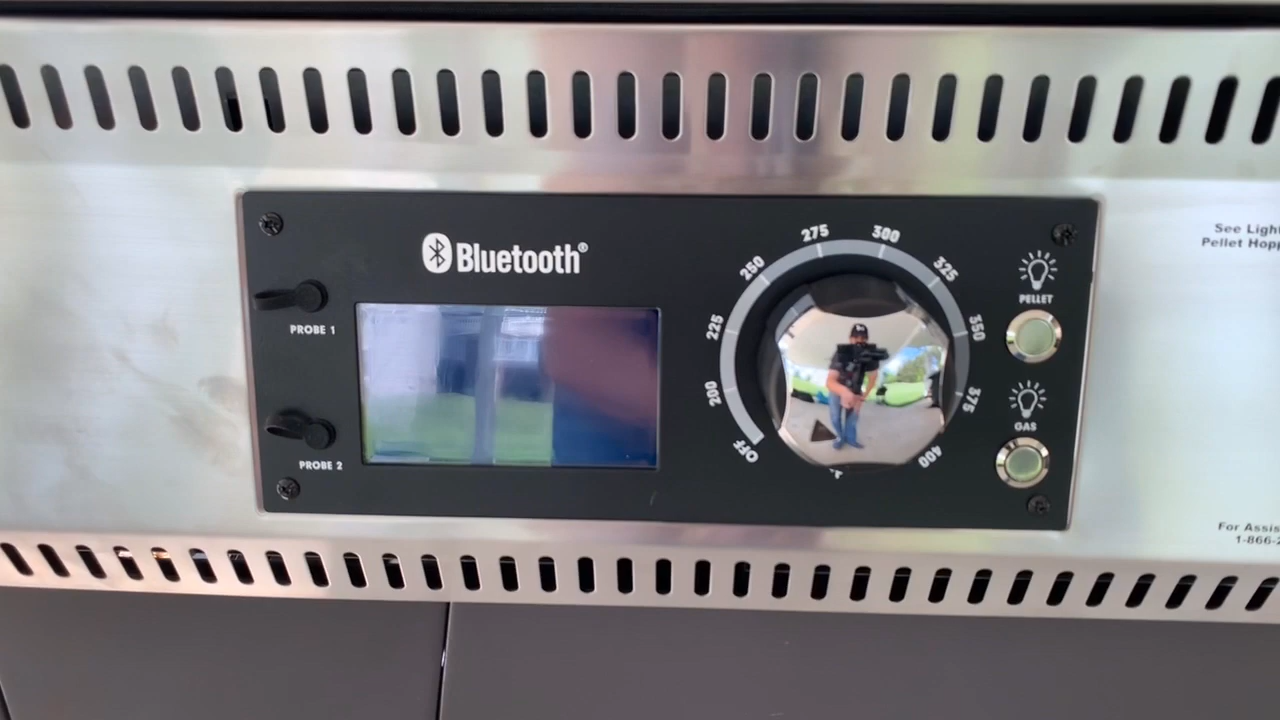 Bluetooth®
PROBE 1
PROBE 2
OFF
200
225
250
275
300
325
350
375
400
PELLET
GAS
See Light
Pellet Hopp
For Assis
1-866-2